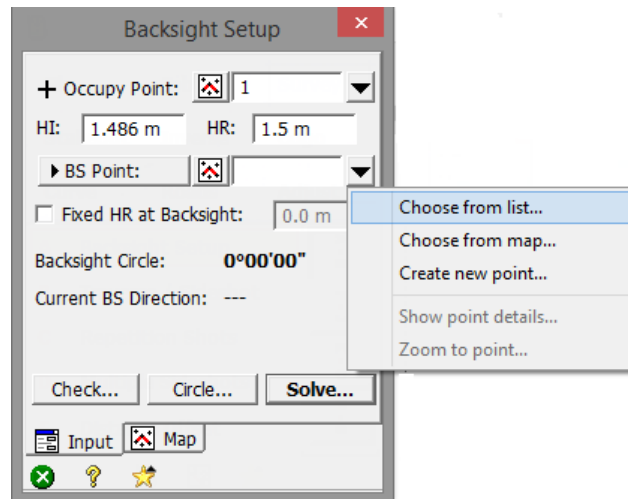 Backsight Setup
Occupy Point: 1
HI: 1.486 m HR: 1.5 m
BS Point:
Fixed HR at Backsight: 0.0 m
Backsight Circle: 0°00'00"
Current BS Direction: ---
Check... Circle... Solve...
Input Map
Choose from list...
Choose from map...
Create new point...
Show point details...
Zoom to point...